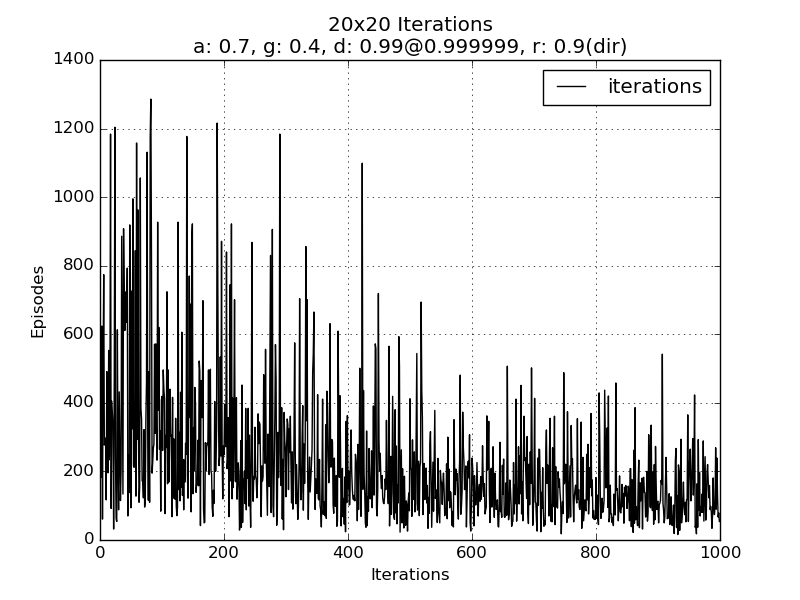 20x20 Iterations
a: 0.7, g: 0.4, d: 0.99@0.999999, r: 0.9(dir)
1400
iterations
1200
1000
800
Episodes
600
400
200
0
0 200 400 600 800 1000
Iterations